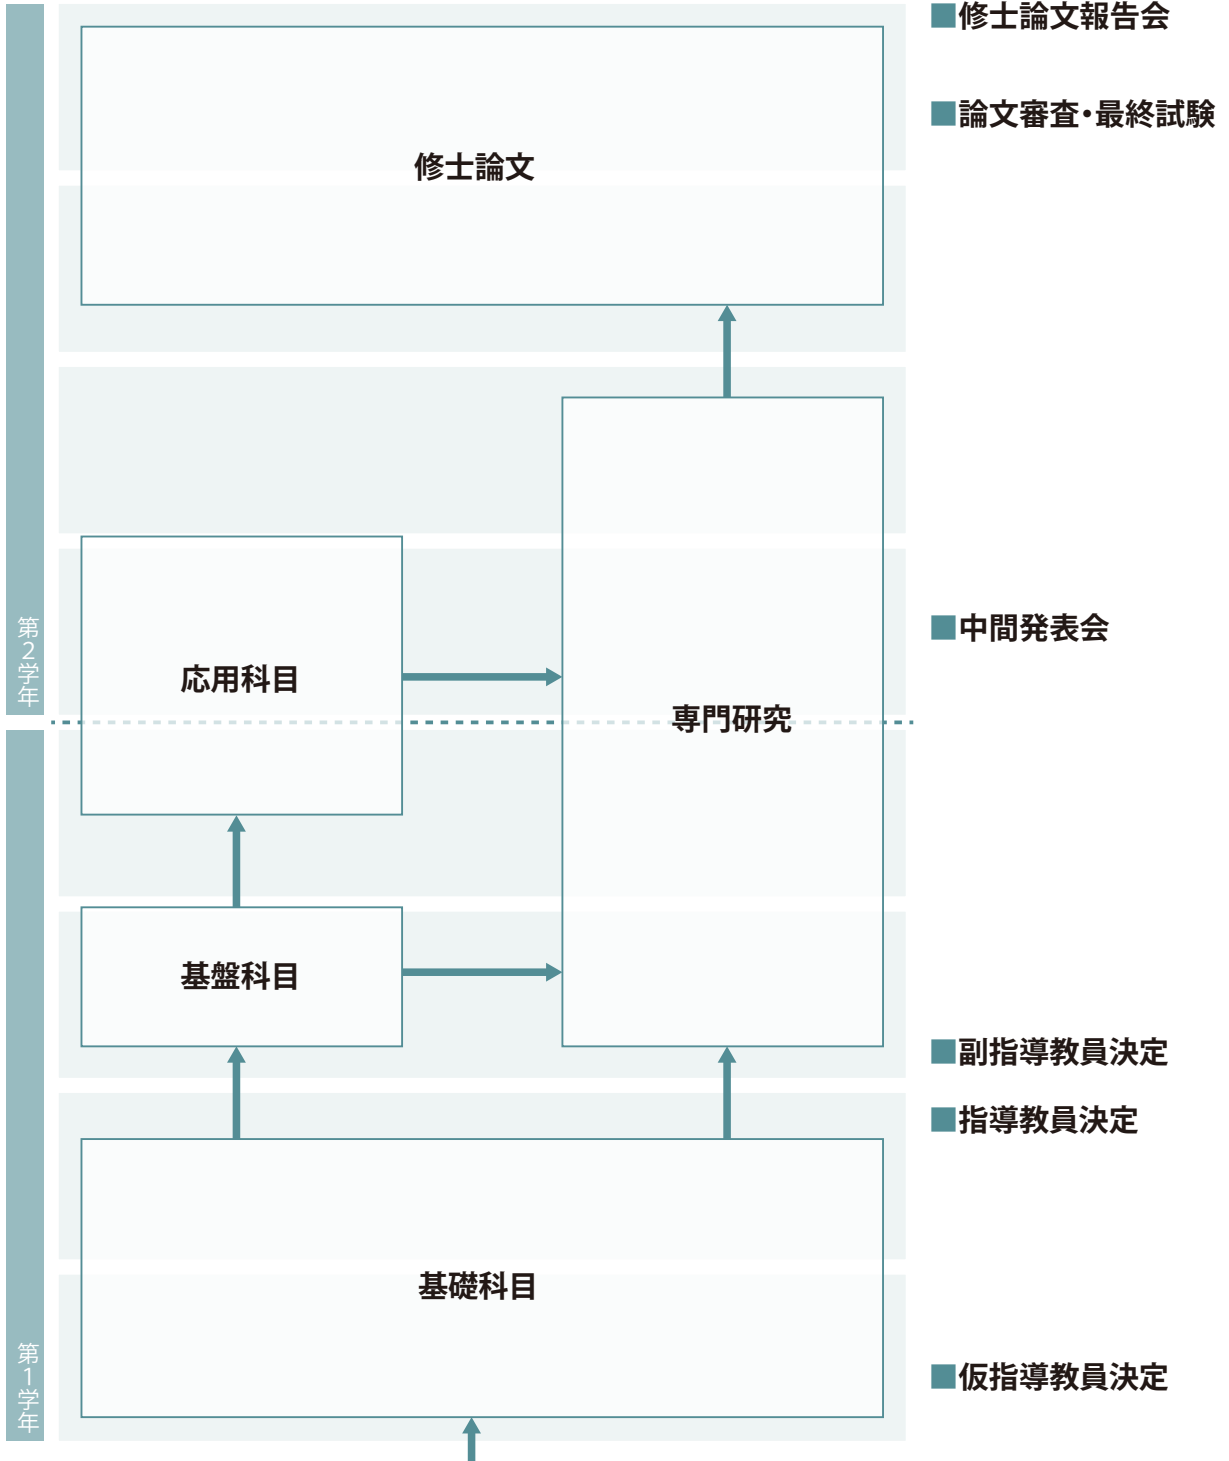 ■修士論文報告会
■論文審査・最終試験
修士論文
第2学年
応用科目
専門研究
■中間発表会
基盤科目
■副指導教員決定
■指導教員決定
基礎科目
第1学年
■仮指導教員決定